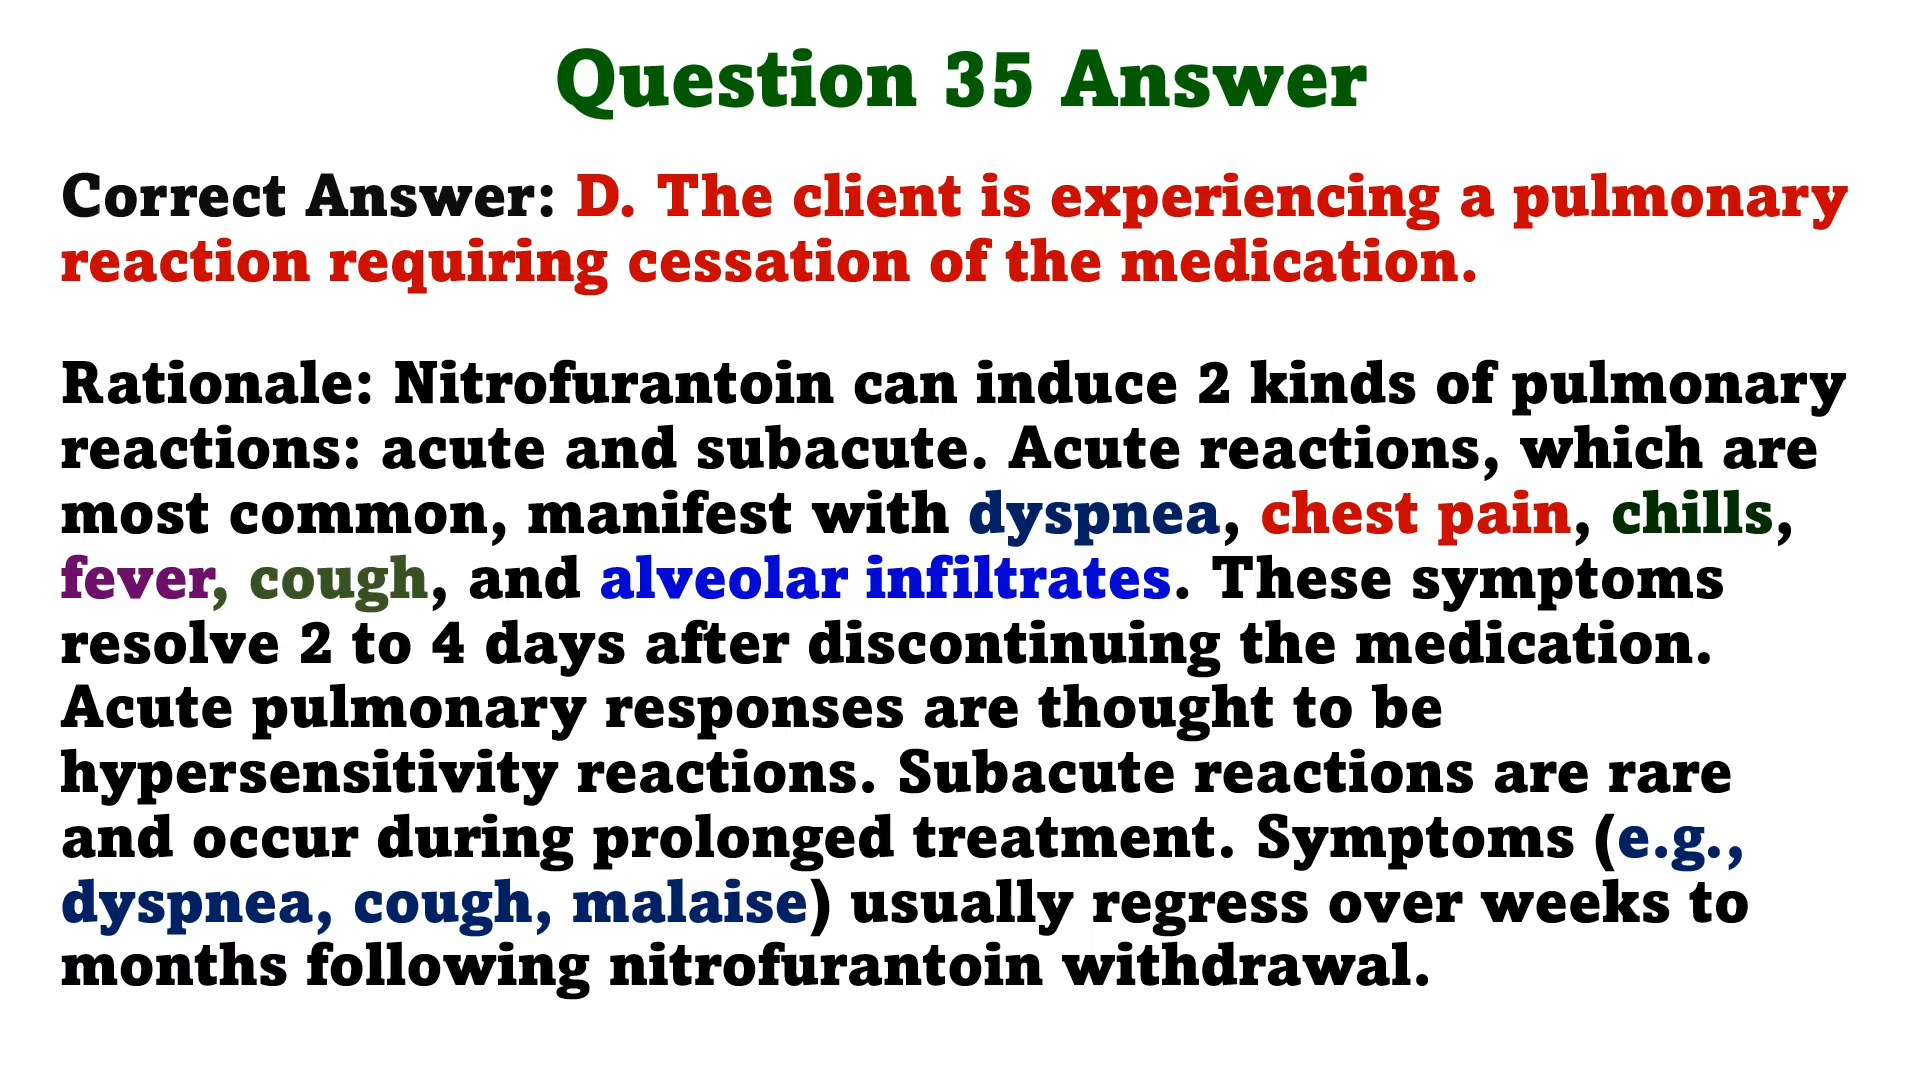 Question 35 Answer
Correct Answer: D. The client is experiencing a pulmonary
reaction requiring cessation of the medication.
Rationale: Nitrofurantoin can induce 2 kinds of pulmonary
reactions: acute and subacute. Acute reactions, which are
most common, manifest with dyspnea, chest pain, chills,
fever, cough, and alveolar infiltrates. These symptoms
resolve 2 to 4 days after discontinuing the medication.
Acute pulmonary responses are thought to be
hypersensitivity reactions. Subacute reactions are rare
and occur during prolonged treatment. Symptoms (e.g.,
dyspnea, cough, malaise) usually regress over weeks to
months following nitrofurantoin withdrawal.